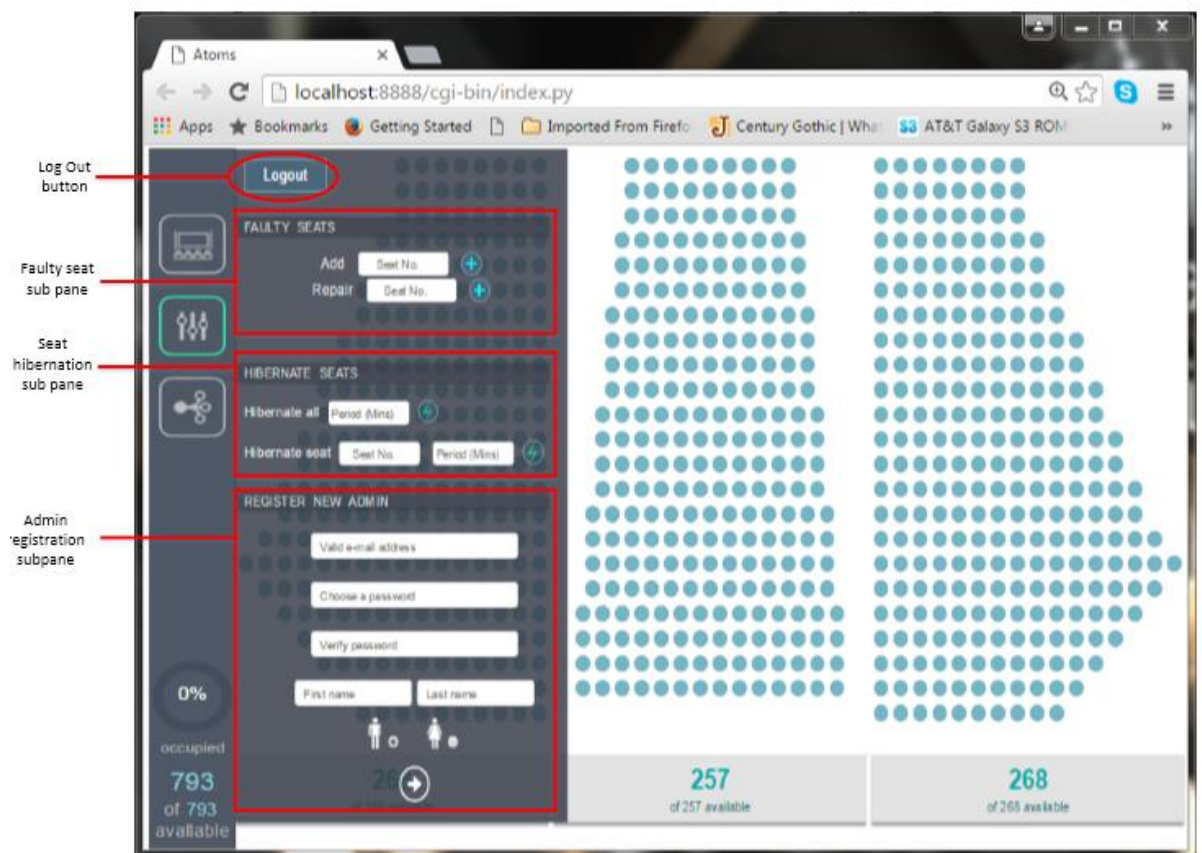 Atoms
localhost:8888/cgi-bin/index.py
Apps Bookmarks Getting Started Imported From Firefo Century Gothic | Wha S3 AT&T Galaxy S3 ROM »
Log Out
button
Logout
FAULTY SEATS
Add Seat No.
Repair Seat No.
Faulty seat
sub pane
Seat
hibernation
sub pane
HIBERNATE SEATS
Hibernate all Period (Mins)
Hibernate seat Seat No. Period (Mins)
Admin
registration
subpane
REGISTER NEW ADMIN
Valid e-mail address
Choose a password
Verify password
First name Last name
0%
occupied
793
of 793
available
257
of 257 available
268
of 268 available